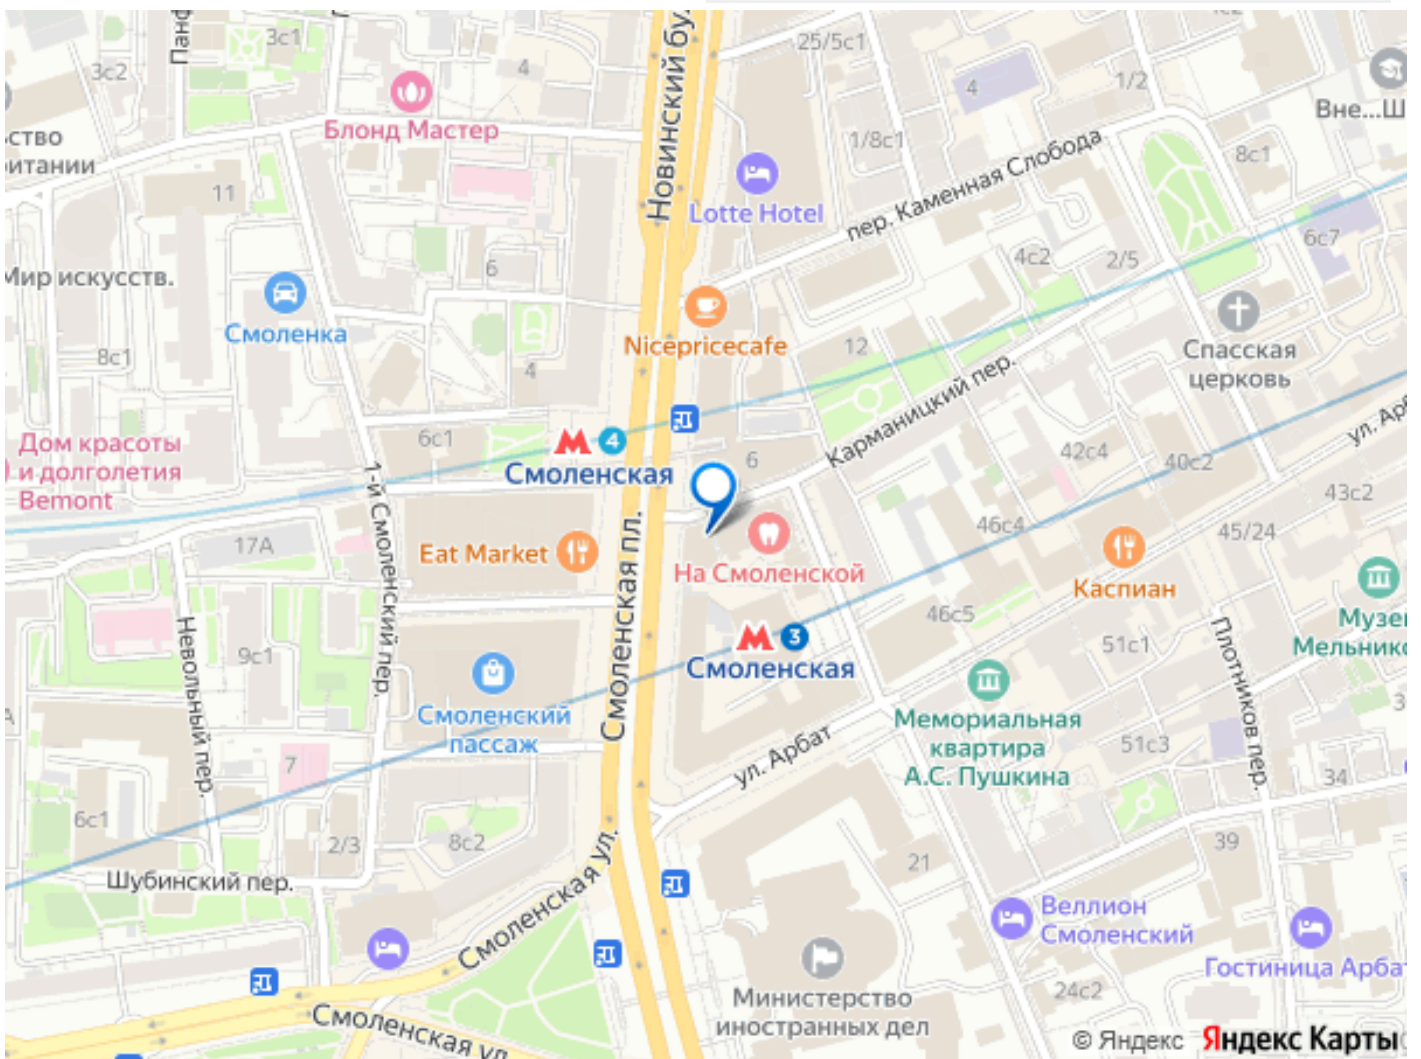 25/5с1
3с1
3с2
4
4
1/2
Вне...Ш
Блонд Мастер
ство
итании
Новинский бу
1/8с1
8с1
пер. Каменная Слобода
11
Lotte Hotel
6с7
4с2
2/5
6
Мир искусств.
Смоленка
Nicepricecafe
12
8с1
4
Спасская
церковь
Карманицкий пер.
ул. Арб
6с1
4
Смоленская
6
42с4
40с2
43с2
Дом красоты
и долголетия
Bemont
1-й Смоленский пер.
46с4
45/24
17А
Eat Market
Смоленская пл.
На Смоленской
Каспиан
46с5
Музе
Мельнико
Невольный пер.
9с1
3
Смоленская
51с1
Плотников пер.
Смоленский
пассаж
Мемориальная
квартира
А.С. Пушкина
ул. Арбат
51с3
7
34
6с1
2/3
8с2
21
39
Шубинский пер.
Смоленская ул.
Веллион
Смоленский
Гостиница Арбат
24с2
Министерство
иностранных дел
Смоленская ул
© Яндекс Яндекс Карты